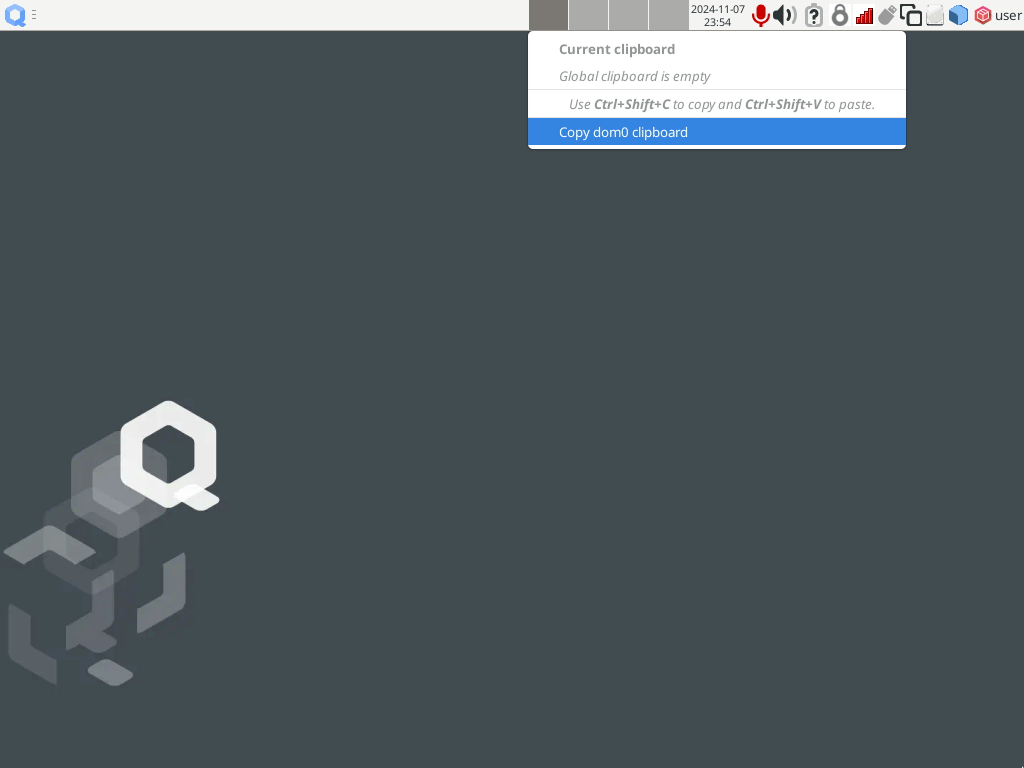 2024-11-07
23:54
user
Current clipboard
Global clipboard is empty
Use Ctrl+Shift+C to copy and Ctrl+Shift+V to paste.
Copy dom0 clipboard